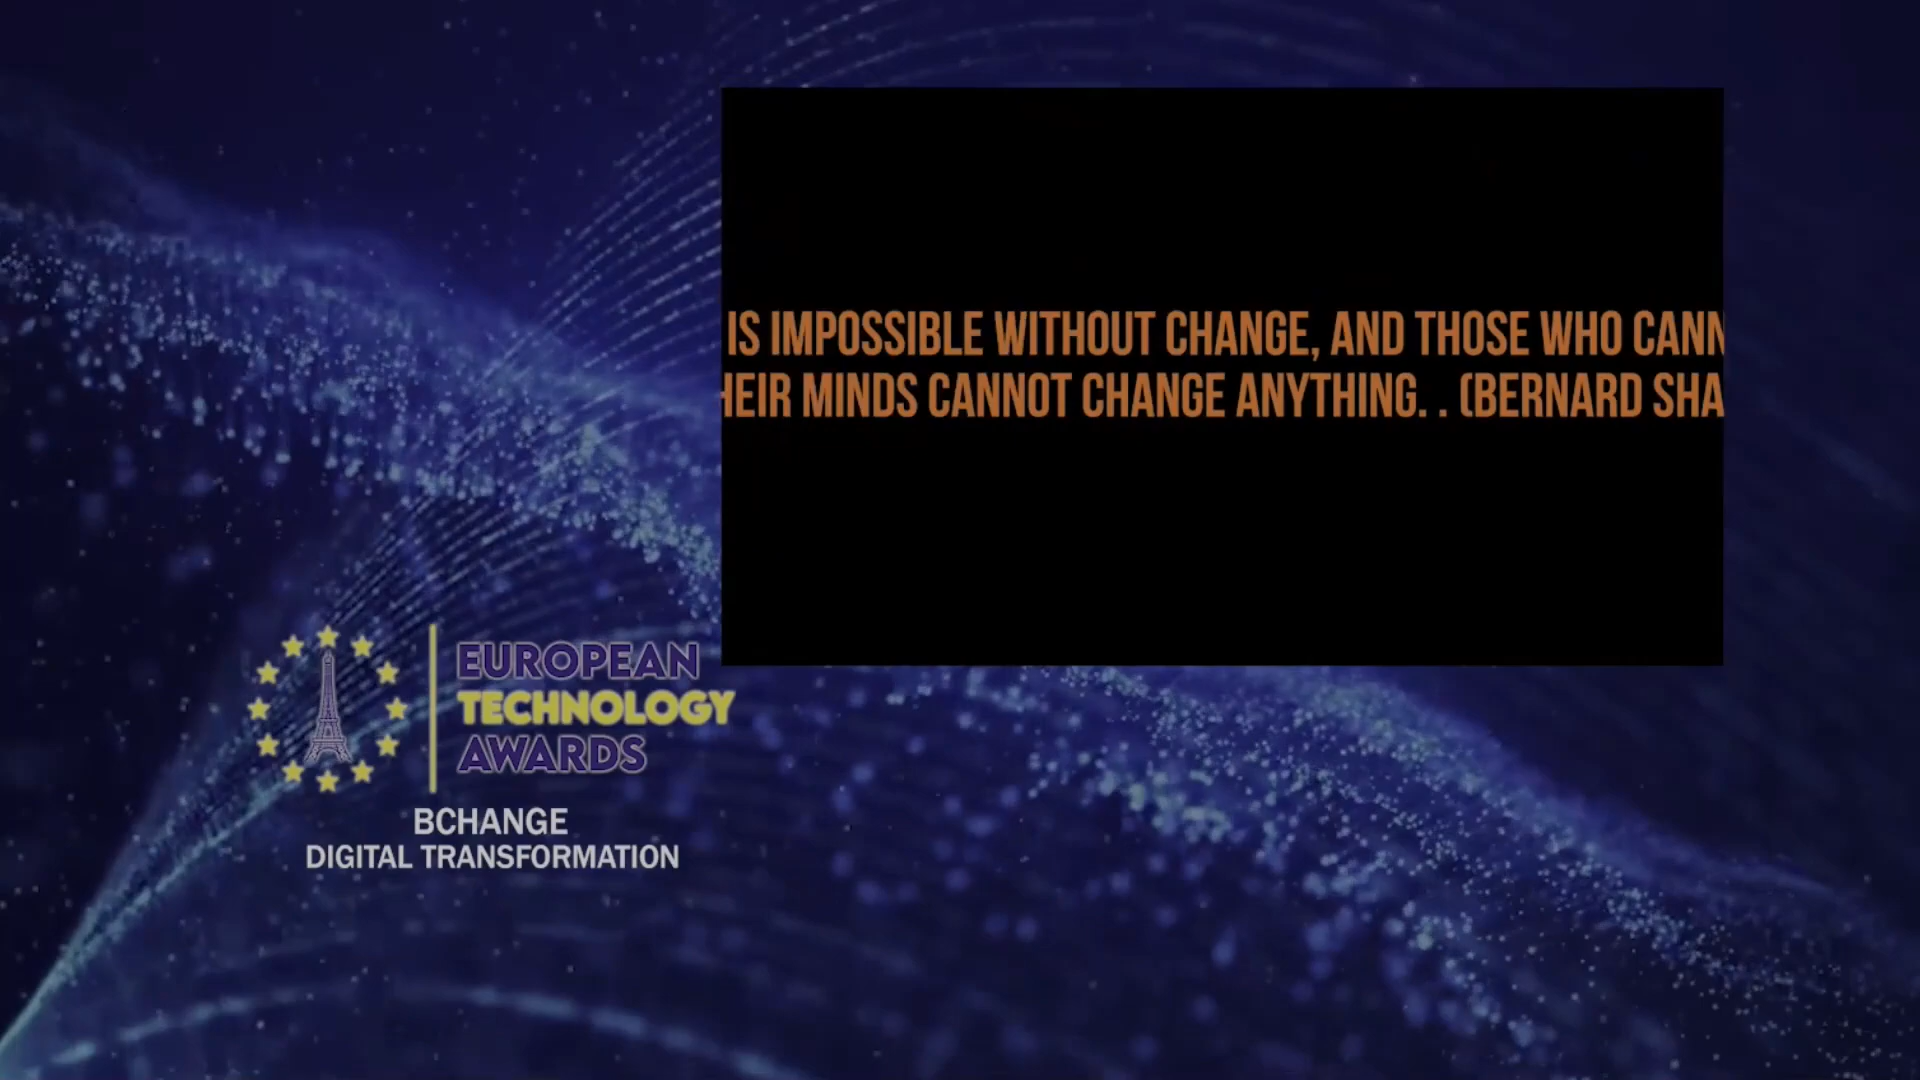 IS IMPOSSIBLE WITHOUT CHANGE, AND THOSE WHO CANN
HEIR MINDS CANNOT CHANGE ANYTHING. . (BERNARD SHA
EUROPEAN
TECHNOLOGY
AWARDS
BCHANGE
DIGITAL TRANSFORMATION